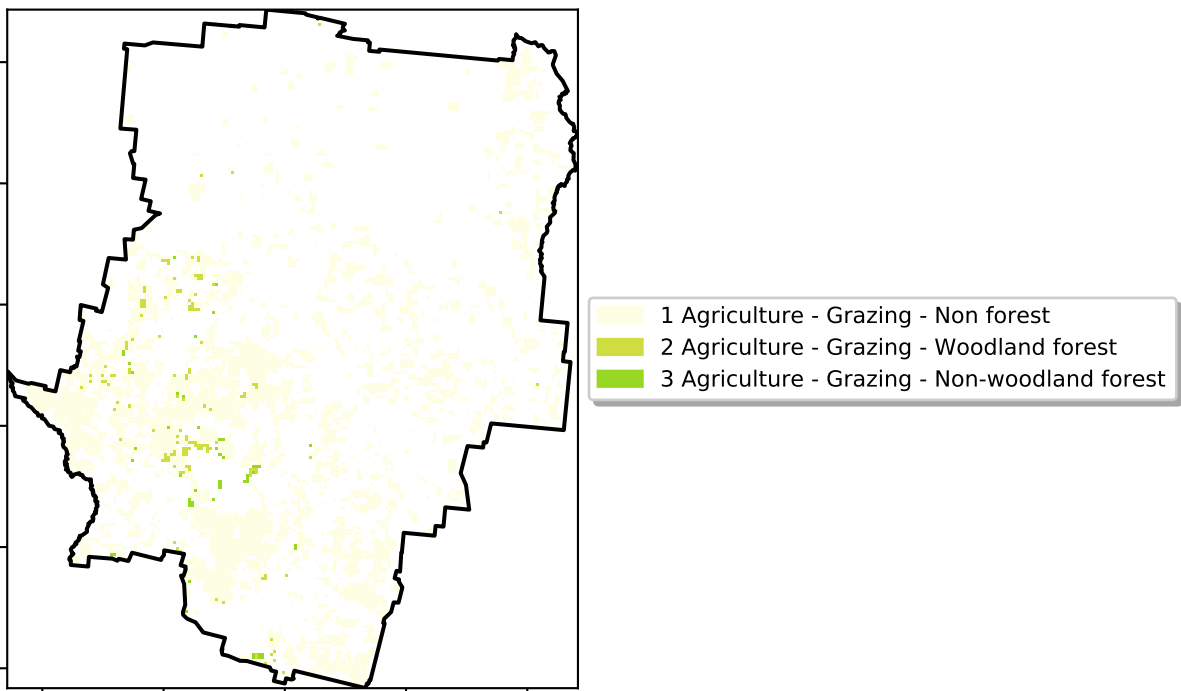 1 Agriculture - Grazing - Non forest
2 Agriculture - Grazing - Woodland forest
3 Agriculture - Grazing - Non-woodland forest